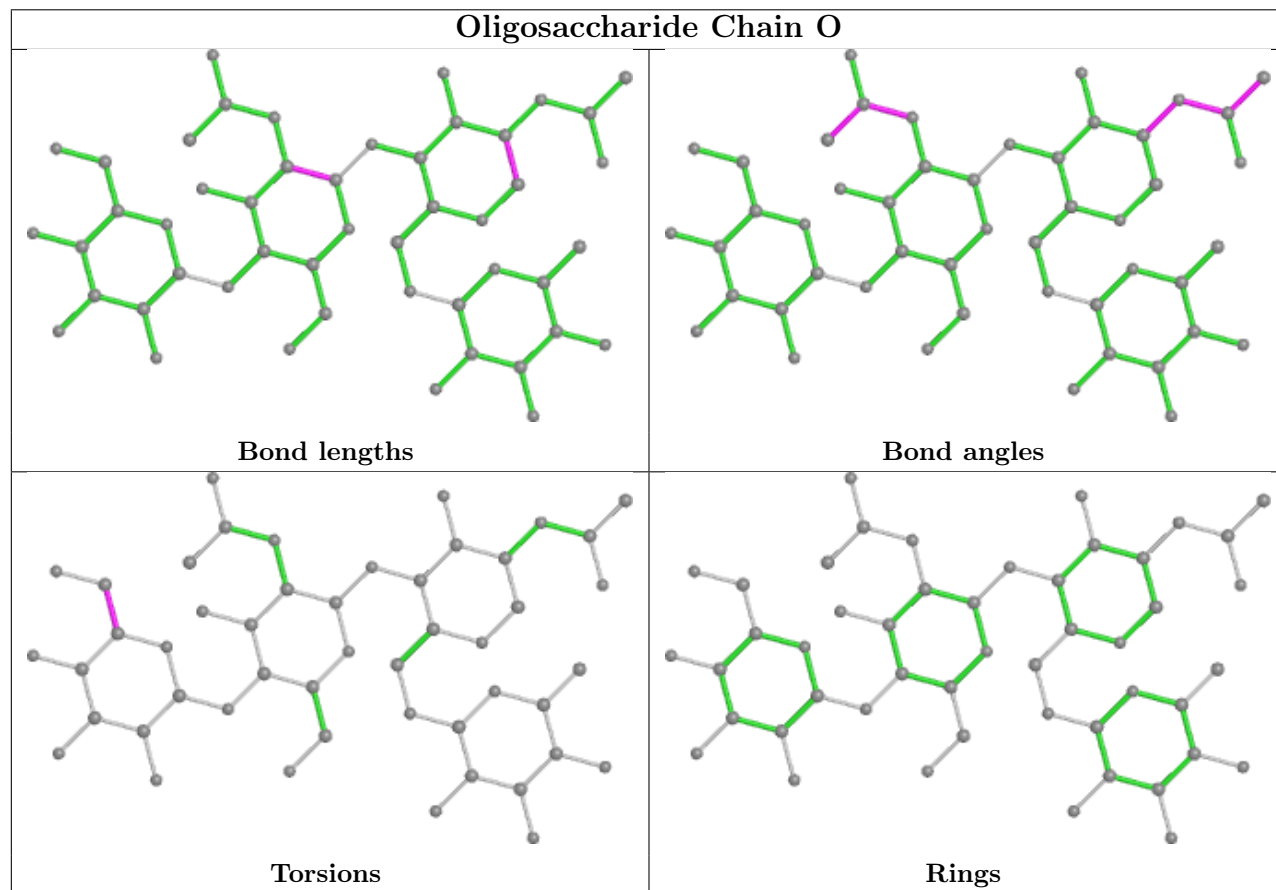 Oligosaccharide Chain O
Bond lengths
Bond angles
Torsions
Rings